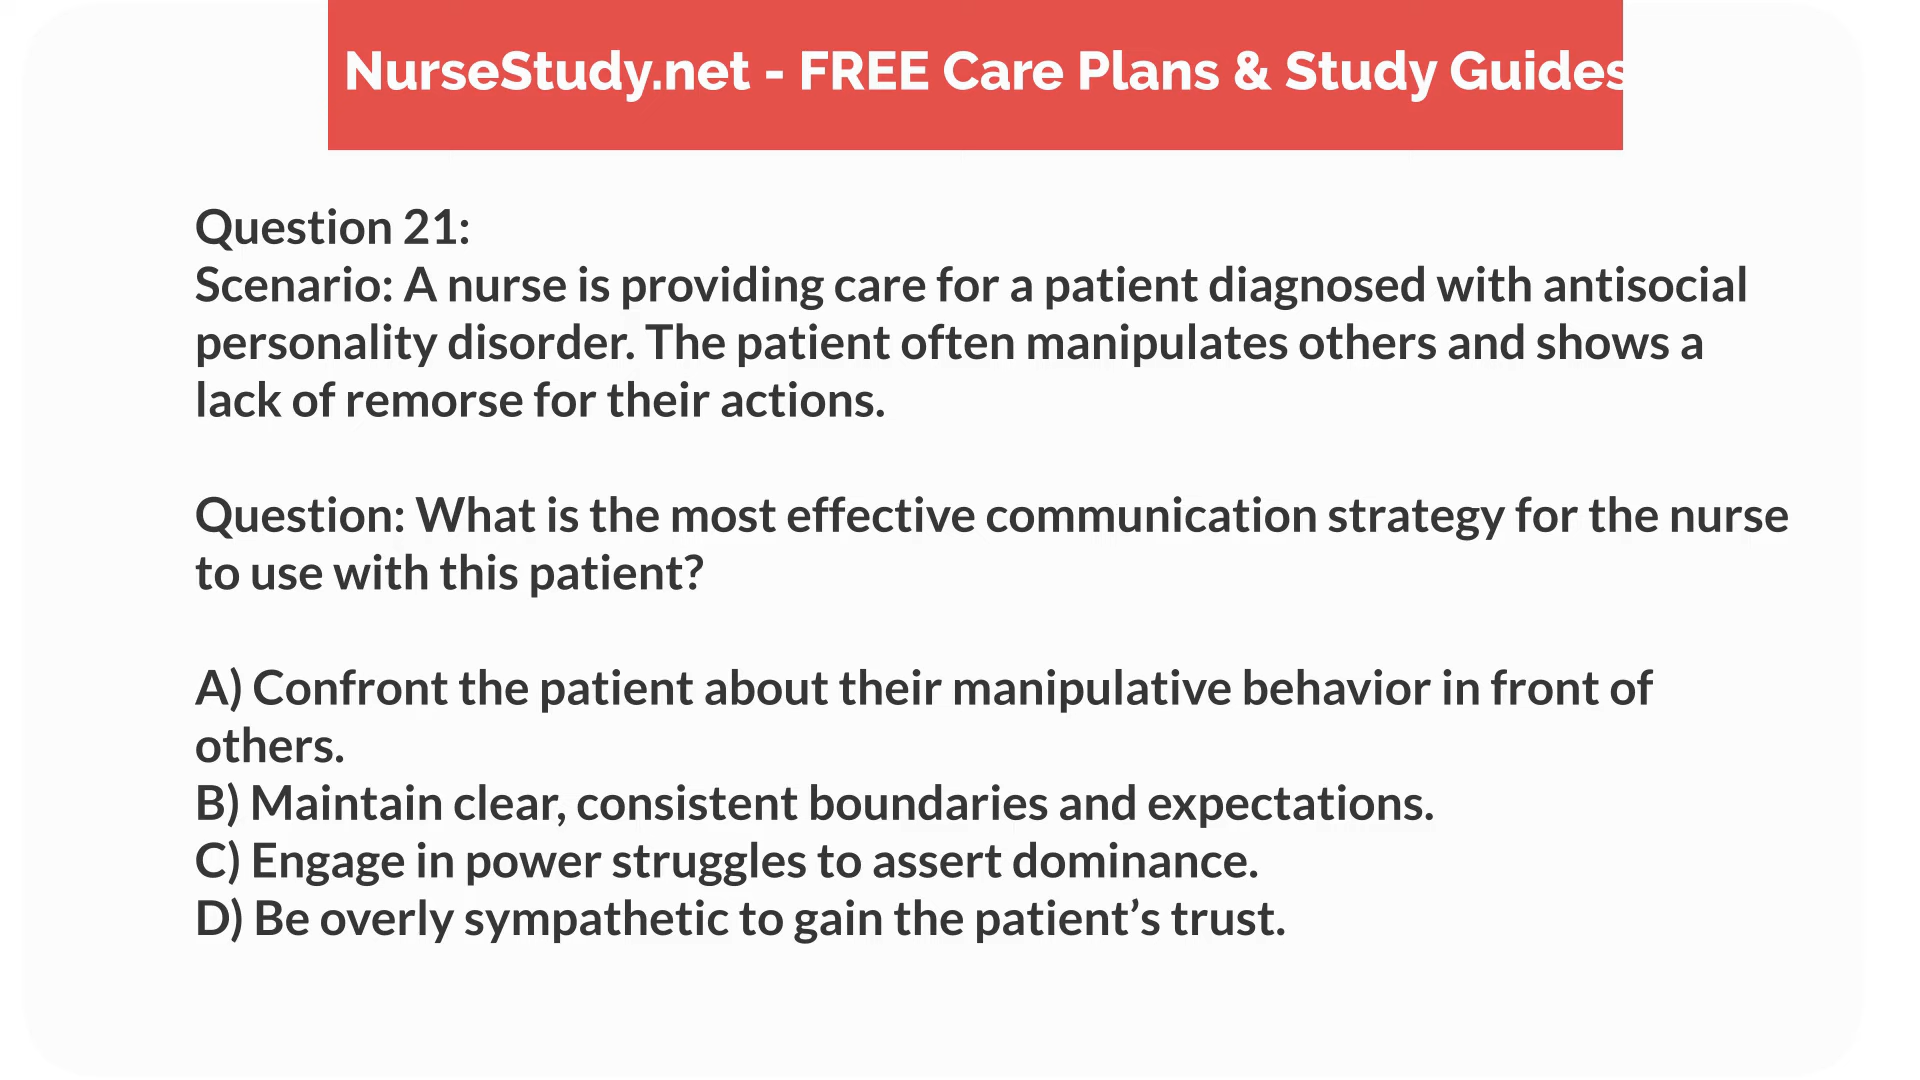 NurseStudy.net - FREE Care Plans & Study Guides
Question 21:
Scenario: A nurse is providing care for a patient diagnosed with antisocial
personality disorder. The patient often manipulates others and shows a
lack of remorse for their actions.
Question: What is the most effective communication strategy for the nurse
to use with this patient?
A) Confront the patient about their manipulative behavior in front of
others.
B) Maintain clear, consistent boundaries and expectations.
C) Engage in power struggles to assert dominance.
D) Be overly sympathetic to gain the patient’s trust.